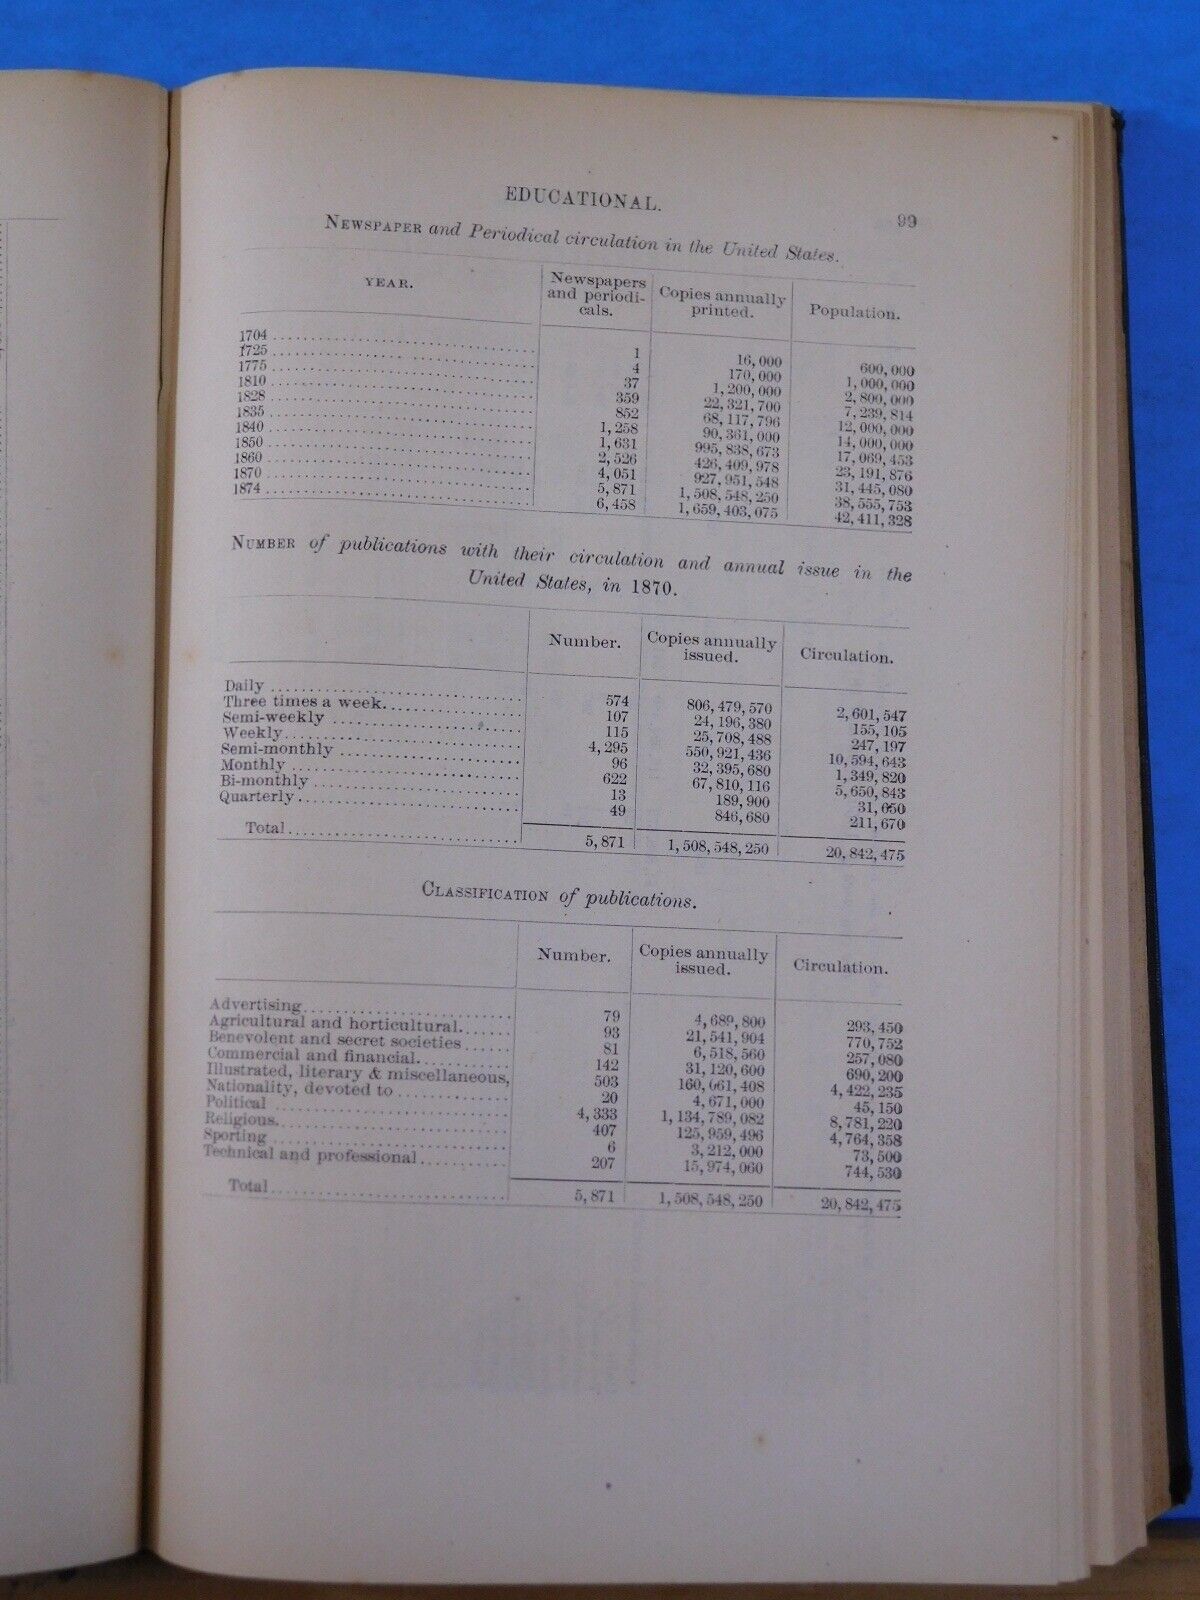 EDUCATIONAL.
99
NEWSPAPER and Periodical circulation in the United States.
YEAR. Newspapers and periodi-cals. Copies annually printed. Population.
1704 1 16,000 600,000
1725 4 170,000 1,000,000
1775 37 1,200,000 2,800,000
1810 359 22,321,700 7,239,814
1828 852 68,117,796 12,000,000
1835 1,258 90,361,000 14,000,000
1840 1,631 995,838,673 17,069,453
1850 2,526 426,409,978 23,191,876
1860 4,051 927,951,548 31,445,080
1870 5,871 1,508,548,250 38,555,753
1874 6,458 1,659,403,075 42,411,328
NUMBER of publications with their circulation and annual issue in the
United States, in 1870.
Number. Copies annually issued. Circulation.
Daily 574 806,479,570 2,601,547
Three times a week 107 24,196,380 155,105
Semi-weekly 115 25,708,488 247,197
Weekly 4,295 550,921,436 10,594,643
Semi-monthly 96 32,395,680 1,349,820
Monthly 622 67,810,116 5,650,843
Bi-monthly 13 189,900 31,650
Quarterly 49 846,680 211,670
Total 5,871 1,508,548,250 20,842,475
CLASSIFICATION of publications.
Number. Copies annually issued. Circulation.
Advertising 79 4,689,800 293,450
Agricultural and horticultural 93 21,541,904 770,752
Benevolent and secret societies 81 6,518,560 257,080
Commercial and financial 142 31,120,600 690,200
Illustrated, literary & miscellaneous, 503 160,061,408 4,422,235
Nationality, devoted to 20 4,671,000 45,150
Political 4,333 1,134,789,082 8,781,220
Religious 407 125,959,496 4,764,358
Sporting 6 3,212,000 73,500
Technical and professional 207 15,974,060 744,530
Total 5,871 1,508,548,250 20,842,475